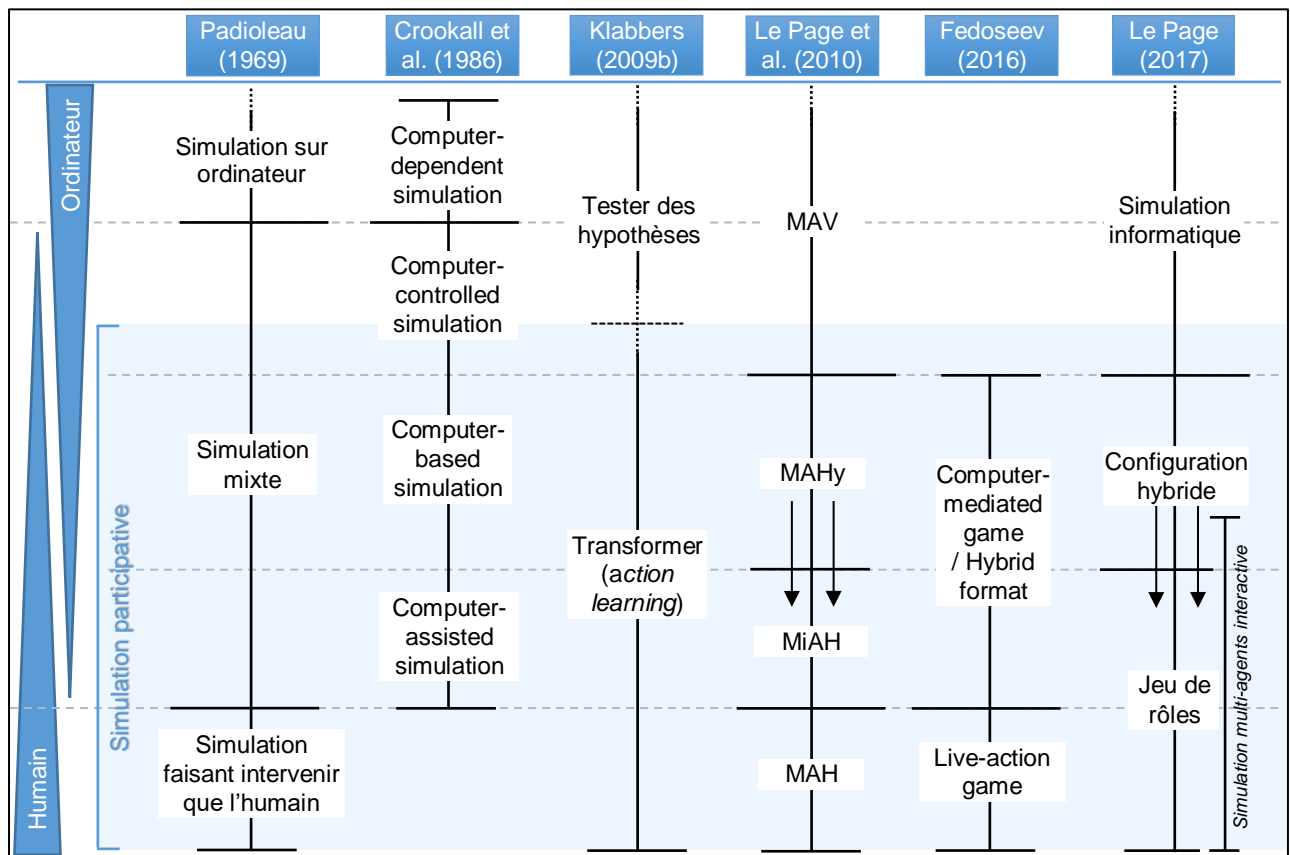 Padioleau
(1969)
Crookall et
al. (1986)
Klabbers
(2009b)
Le Page et
al. (2010)
Fedoseev
(2016)
Le Page
(2017)
Ordinateur
Humain
Simulation participative
Simulation sur
ordinateur
Simulation
mixte
Simulation
faisant intervenir
que l'humain
Computer-
dependent
simulation
Computer-
controlled
simulation
Computer-
based
simulation
Computer-
assisted
simulation
Tester des
hypothèses
Transformer
(action
learning)
MAV
MAHy
MiAH
MAH
Computer-
mediated
game
/ Hybrid
format
Live-action
game
Simulation
informatique
Configuration
hybride
Jeu de
rôles
Simulation multi-agents interactive